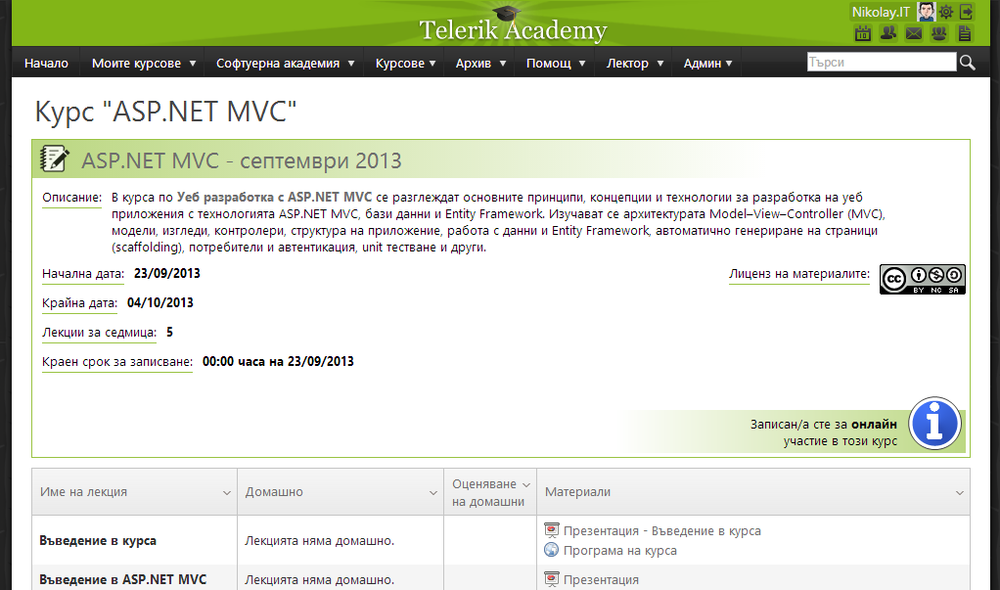 Nikolay.IT
Telerik Academy
Начало Моите курсове Софтуерна академия Курсове Архив Помощ Лектор Админ Търси
Курс "ASP.NET MVC"
ASP.NET MVC - септември 2013
Описание: В курса по Уеб разработка с ASP.NET MVC се разглеждат основните принципи, концепции и технологии за разработка на уеб
приложения с технологията ASP.NET MVC, бази данни и Entity Framework. Изучават се архитектурата Model–View–Controller (MVC),
модели, изгледи, контролери, структура на приложение, работа с данни и Entity Framework, автоматично генериране на страници
(scaffolding), потребители и автентикация, unit тестване и други.
Начална дата: 23/09/2013 Лиценз на материалите: cc BY NC SA
Крайна дата: 04/10/2013
Лекции за седмица: 5
Краен срок за записване: 00:00 часа на 23/09/2013
Записан/а сте за онлайн
участие в този курс
Име на лекция Домашно Оценяване на домашни Материали
Въведение в курса Лекцията няма домашно. Презентация - Въведение в курса
Програма на курса
Въведение в ASP.NET MVC Лекцията няма домашно. Презентация